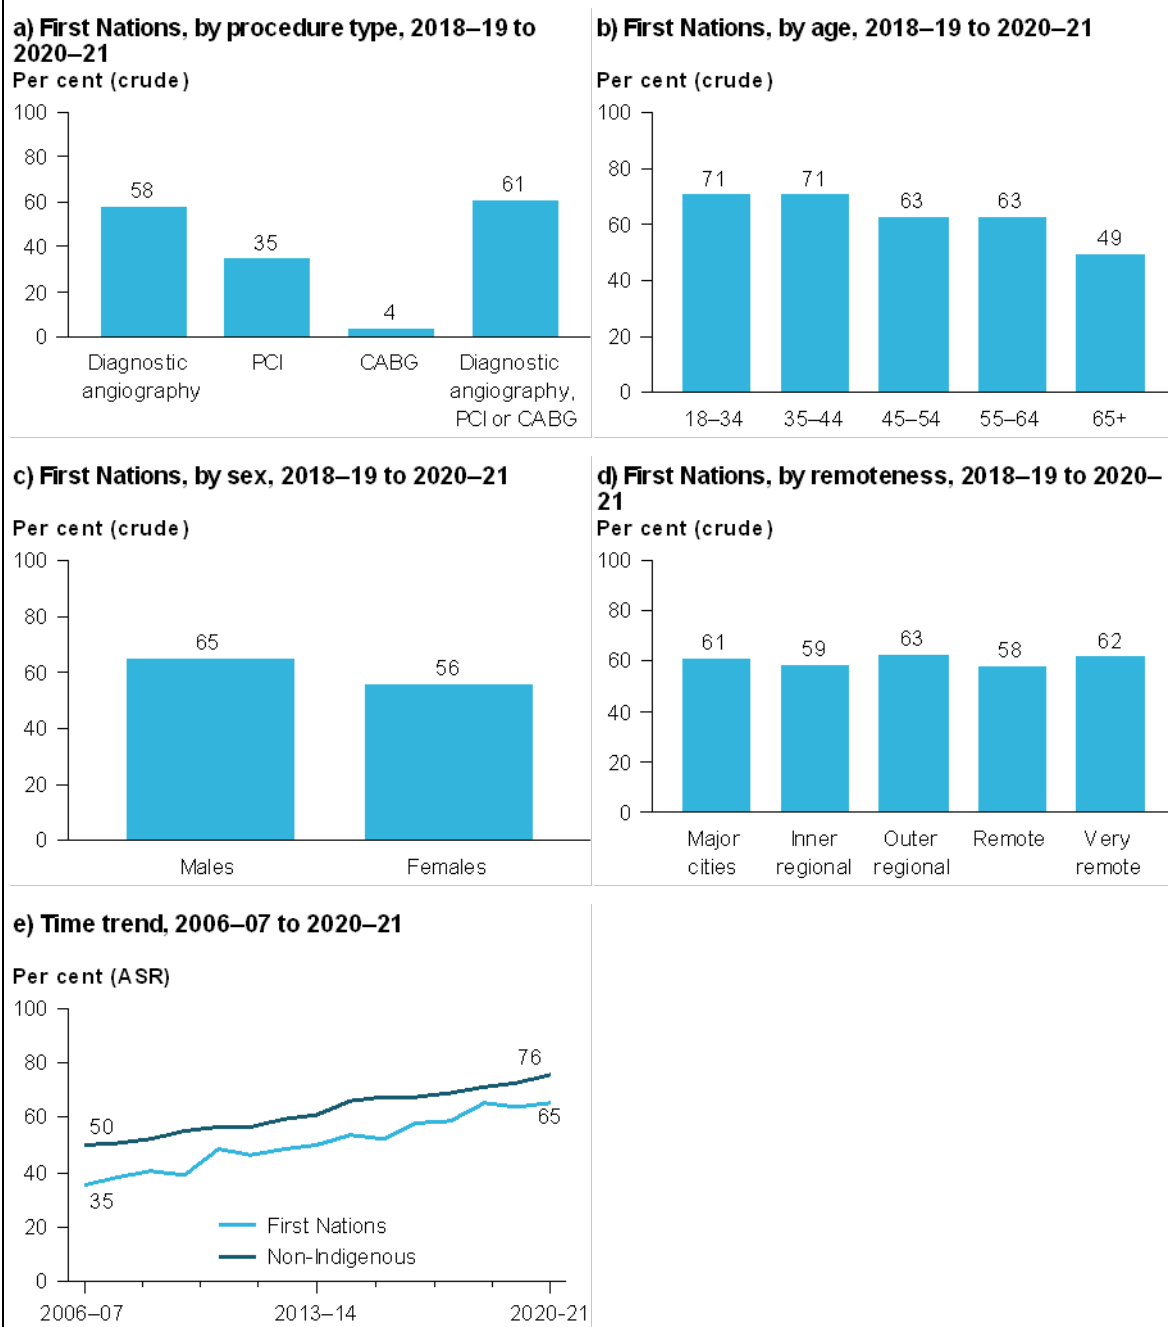 a) First Nations, by procedure type, 2018–19 to
2020–21
Per cent (crude)
100
80
60
40
20
0
58
35
4
61
Diagnostic
angiography
PCI
CABG
Diagnostic
angiography,
PCI or CABG
b) First Nations, by age, 2018–19 to 2020–21
Per cent (crude)
100
80
60
40
20
0
71
71
63
63
49
18–34
35–44
45–54
55–64
65+
c) First Nations, by sex, 2018–19 to 2020–21
Per cent (crude)
100
80
60
40
20
0
65
56
Males
Females
d) First Nations, by remoteness, 2018–19 to 2020–
21
Per cent (crude)
100
80
60
40
20
0
61
59
63
58
62
Major
cities
Inner
regional
Outer
regional
Remote
Very
remote
e) Time trend, 2006–07 to 2020–21
Per cent (ASR)
100
80
60
40
20
0
50
35
76
65
First Nations
Non-Indigenous
2006–07
2013–14
2020-21